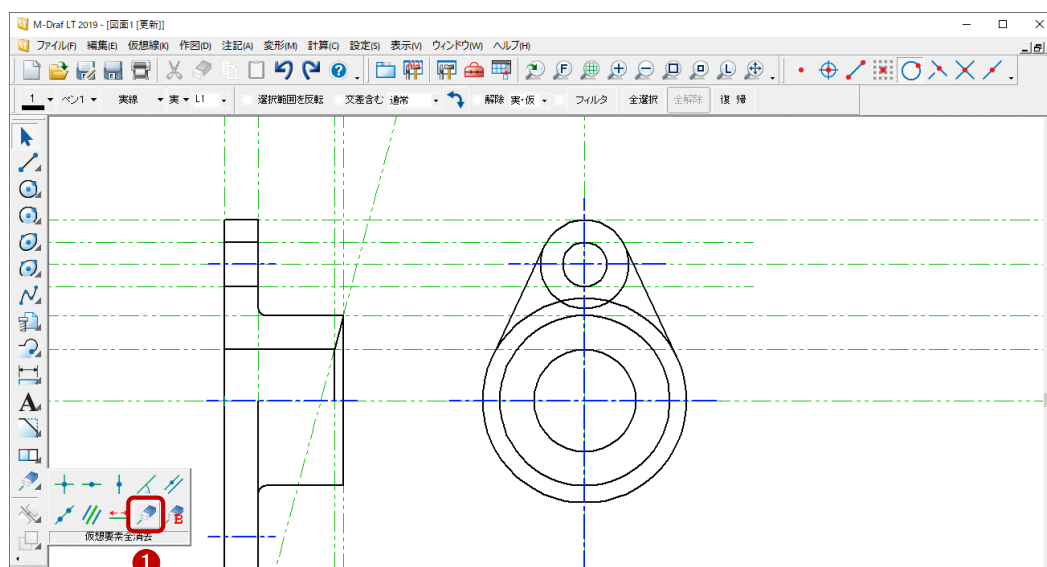 M-Draf LT 2019 - [図面1 [更新]]
ファイル(F) 編集(E) 仮想線(K) 作図(D) 注記(A) 変形(M) 計算(C) 設定(S) 表示(V) ウィンドウ(W) ヘルプ(H)
1 ペン1 実線 実 L1 選択範囲を反転 交差含む 通常 解除 実・仮 フィルタ 全選択 全解除 復 帰
A
B
仮想要素全消去
1